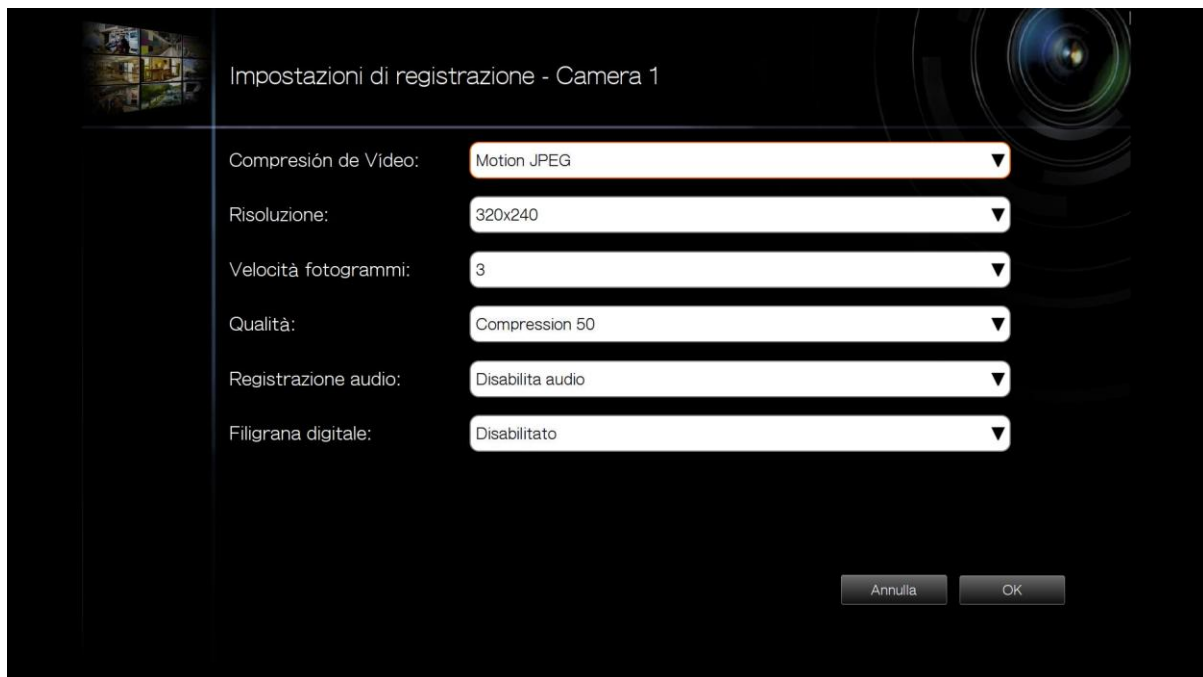 Impostazioni di registrazione - Camera 1
Compresión de Vídeo: Motion JPEG
Risoluzione: 320x240
Velocità fotogrammi: 3
Qualità: Compression 50
Registrazione audio: Disabilita audio
Filigrana digitale: Disabilitato
Annulla OK